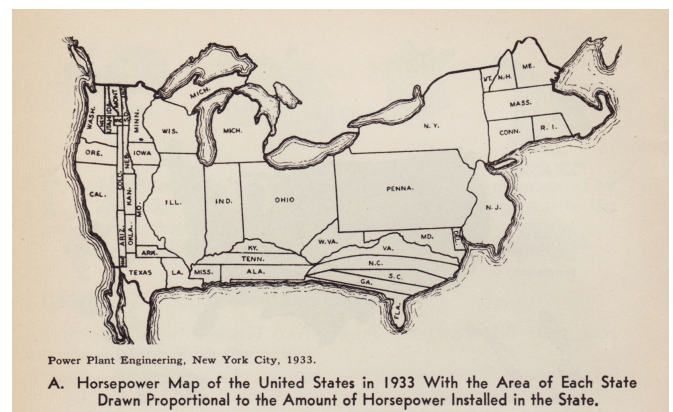 MICH.
WASH.
MONT.
IDA.
UTAH
MINN.
S.D.
WIS.
MICH.
VT.
N.H.
ME.
MASS.
N. Y.
CONN.
R. I.
ORE.
NEB.
IOWA
COLO.
CAL.
KAN.
MO.
ILL.
IND.
OHIO
PENNA.
N. J.
ARIZ.
OKLA.
W.VA.
MD.
DEL.
KY.
VA.
ARK.
TENN.
N.C.
TEXAS
LA.
MISS.
ALA.
S.C.
GA.
FLA.
Power Plant Engineering, New York City, 1933.
A. Horsepower Map of the United States in 1933 With the Area of Each State
Drawn Proportional to the Amount of Horsepower Installed in the State.